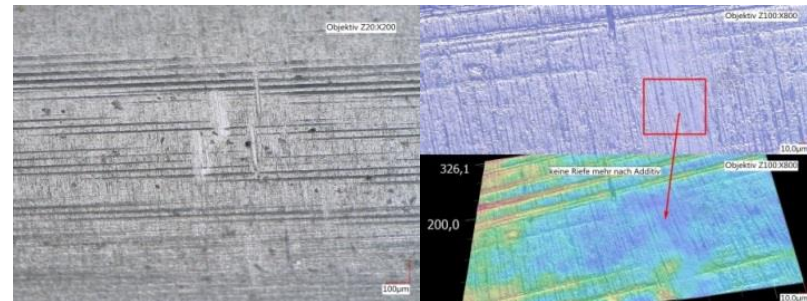 Objektiv Z20:X200
100µm
Objektiv Z100:X800
10,0µm
326,1
keine Riefe mehr nach Additiv
Objektiv Z100:X800
200,0
10,0µm